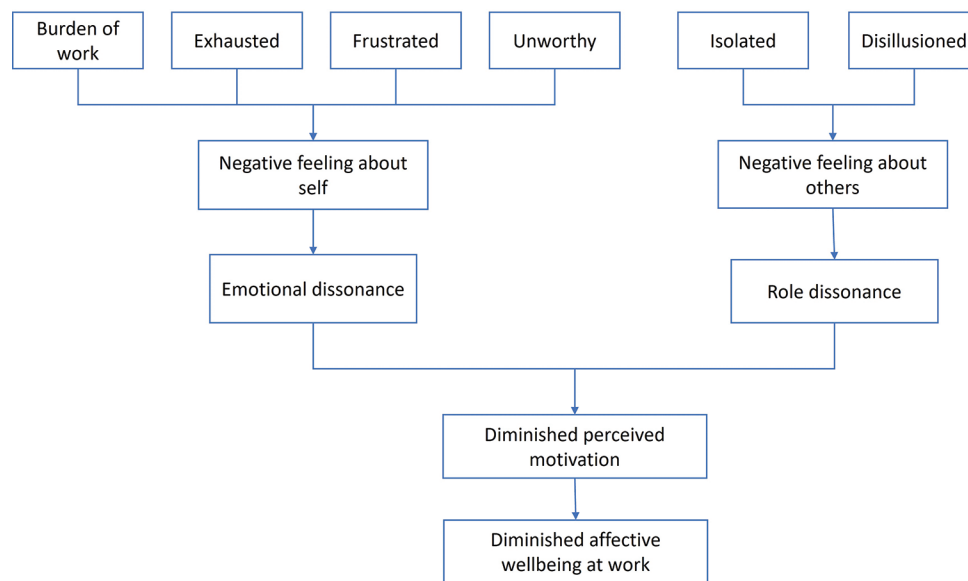 Burden of
work
Exhausted
Frustrated
Unworthy
Isolated
Disillusioned
Negative feeling about
self
Negative feeling about
others
Emotional dissonance
Role dissonance
Diminished perceived
motivation
Diminished affective
wellbeing at work